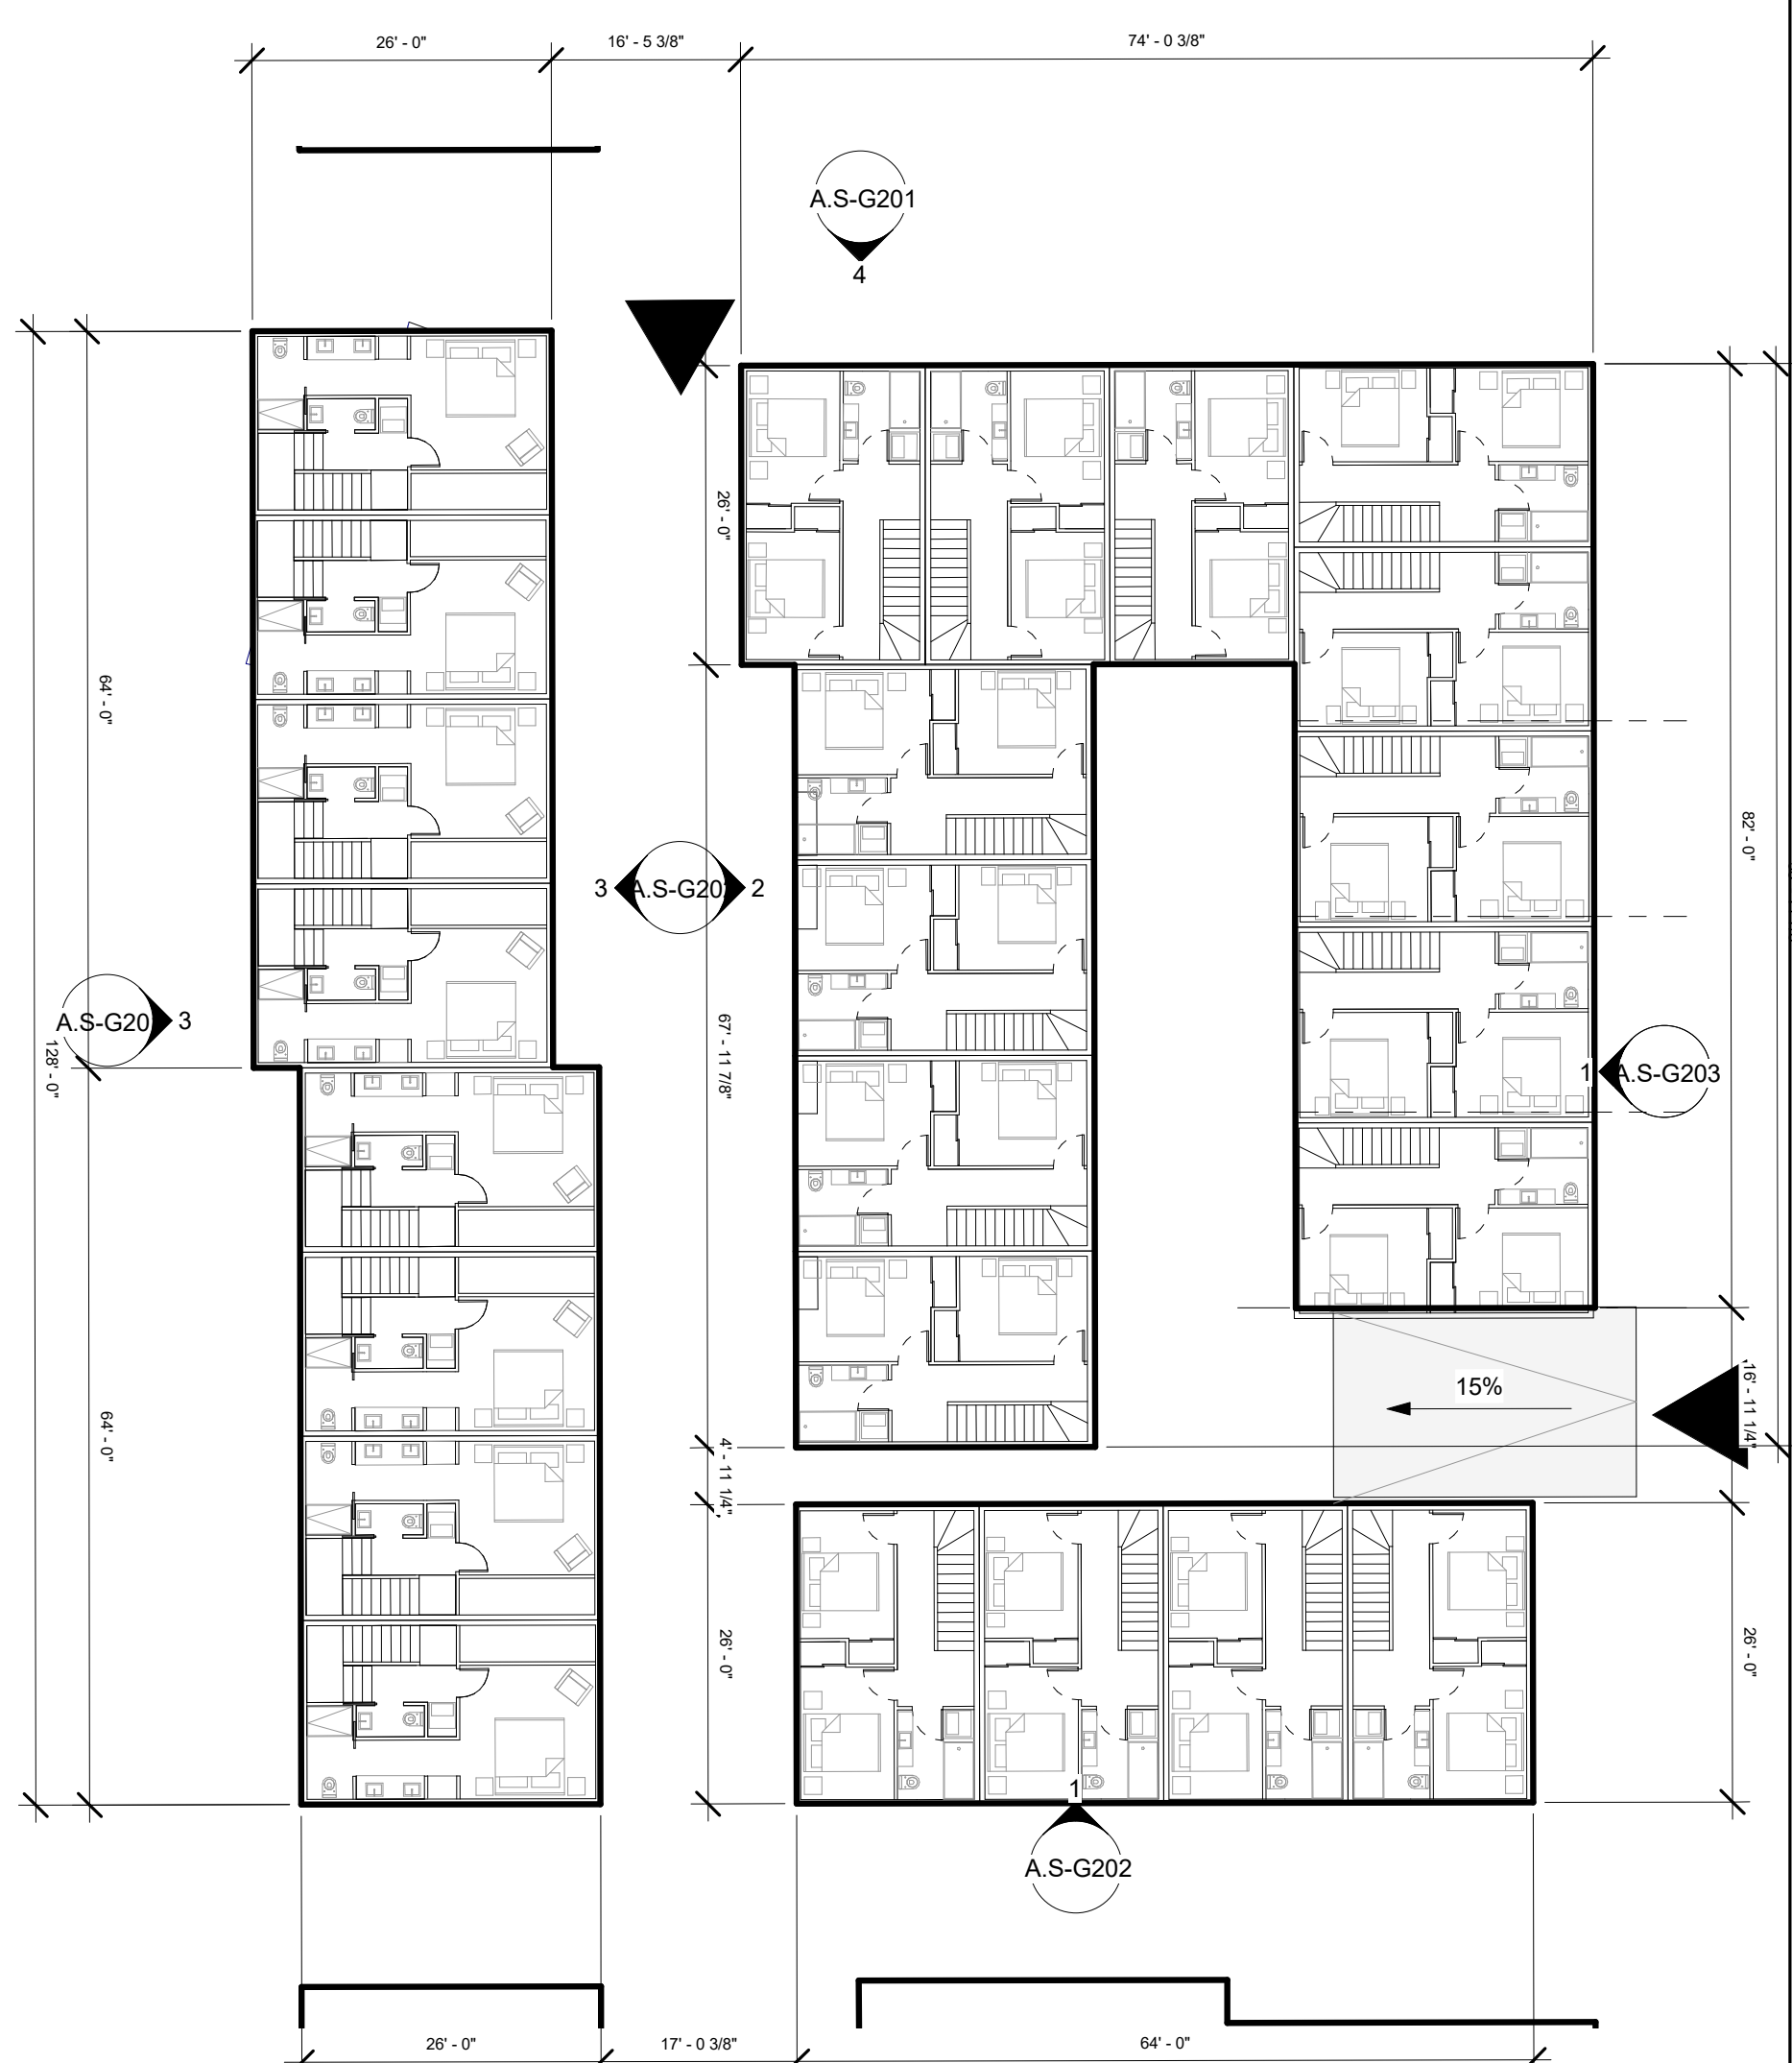 26' - 0"
16' - 5 3/8"
74' - 0 3/8"
A.S-G201
4
26' - 0"
64' - 0"
82' - 0"
3
A.S-G20
2
A.S-G20
3
128' - 0"
67' - 11 7/8"
1
A.S-G203
15%
16' - 11 1/4"
64' - 0"
4' - 11 1/4"
26' - 0"
26' - 0"
1
A.S-G202
26' - 0"
17' - 0 3/8"
64' - 0"